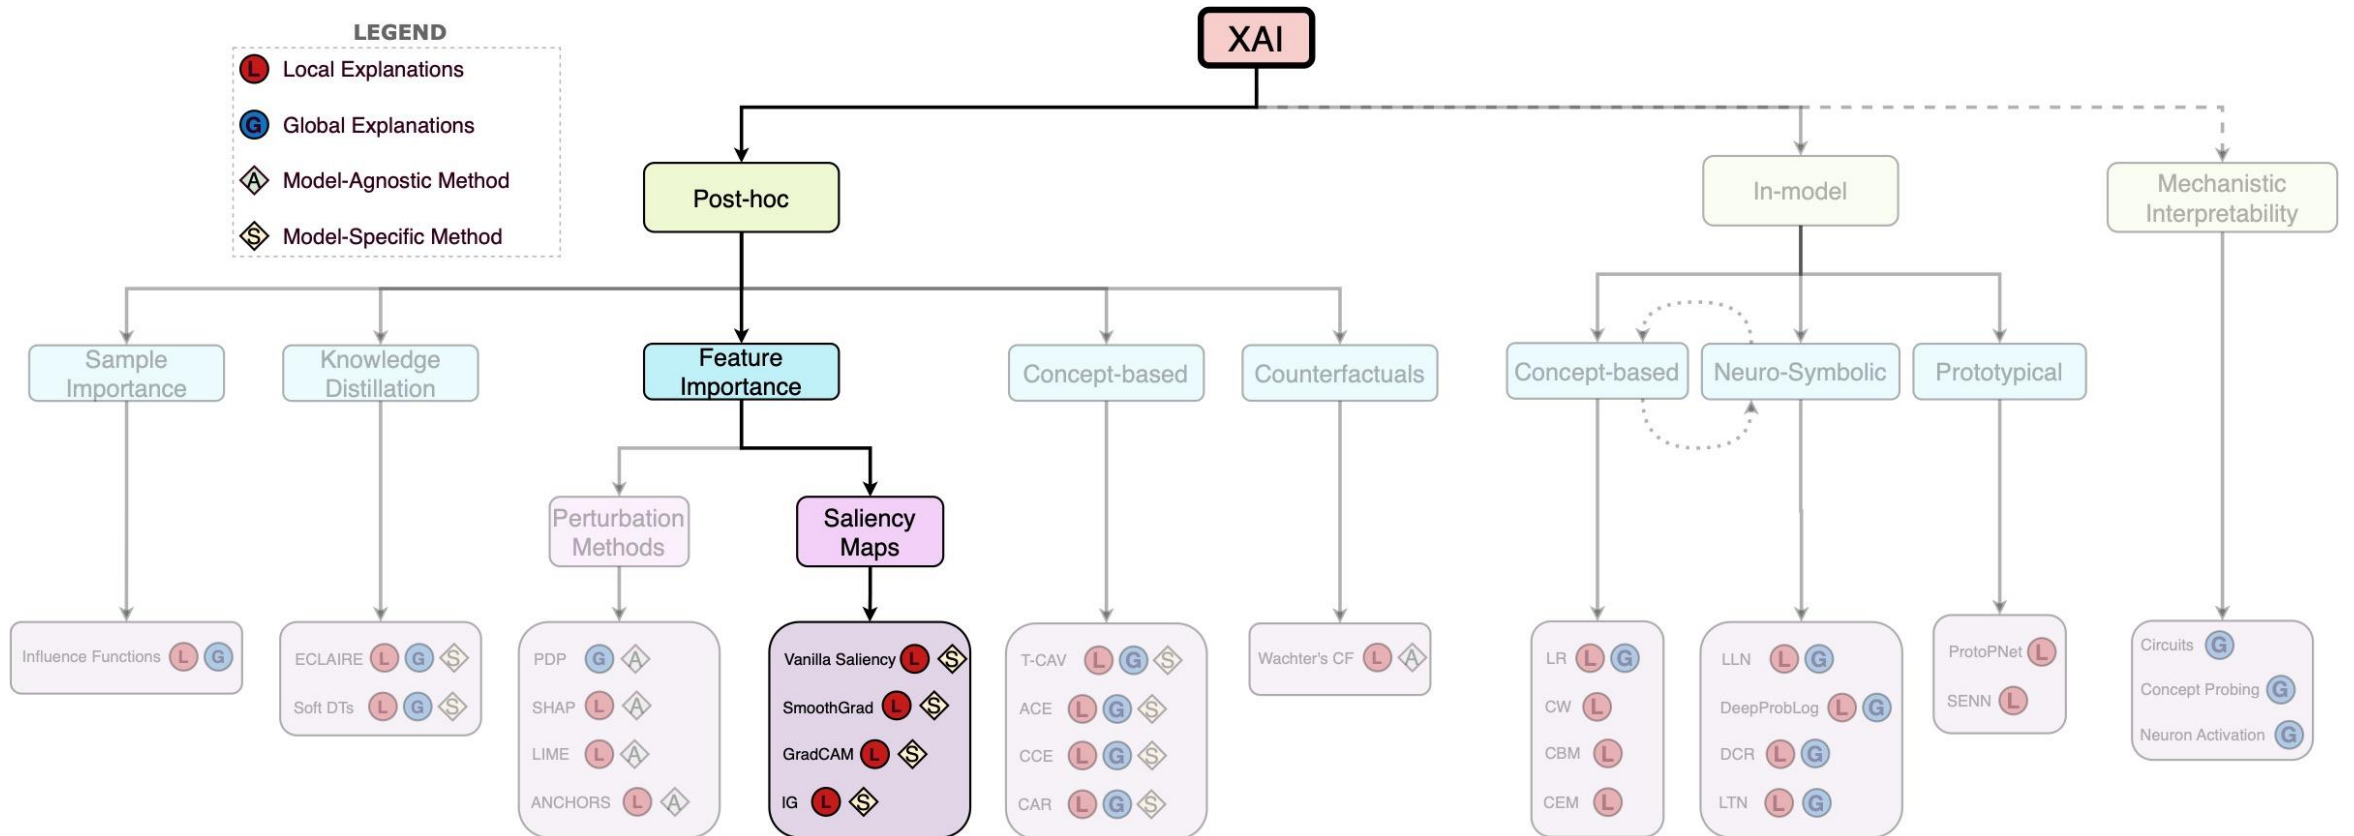 LEGEND
L Local Explanations
G Global Explanations
A Model-Agnostic Method
S Model-Specific Method
XAI
Post-hoc
In-model
Mechanistic
Interpretability
Sample
Importance
Knowledge
Distillation
Feature
Importance
Concept-based
Counterfactuals
Concept-based
Neuro-Symbolic
Prototypical
Perturbation
Methods
Saliency
Maps
Influence Functions L G
ECLAIRE L G S
Soft DTs L G S
PDP G A
SHAP L A
LIME L A
ANCHORS L A
Vanilla Saliency L S
SmoothGrad L S
GradCAM L S
IG L S
T-CAV L G S
ACE L G S
CCE L G S
CAR L G S
Wachter's CF L A
LR L G
CW L
CBM L
CEM L
LLN L G
DeepProbLog L G
DCR L G
LTN L G
ProtoPNet L
SENN L
Circuits G
Concept Probing G
Neuron Activation G